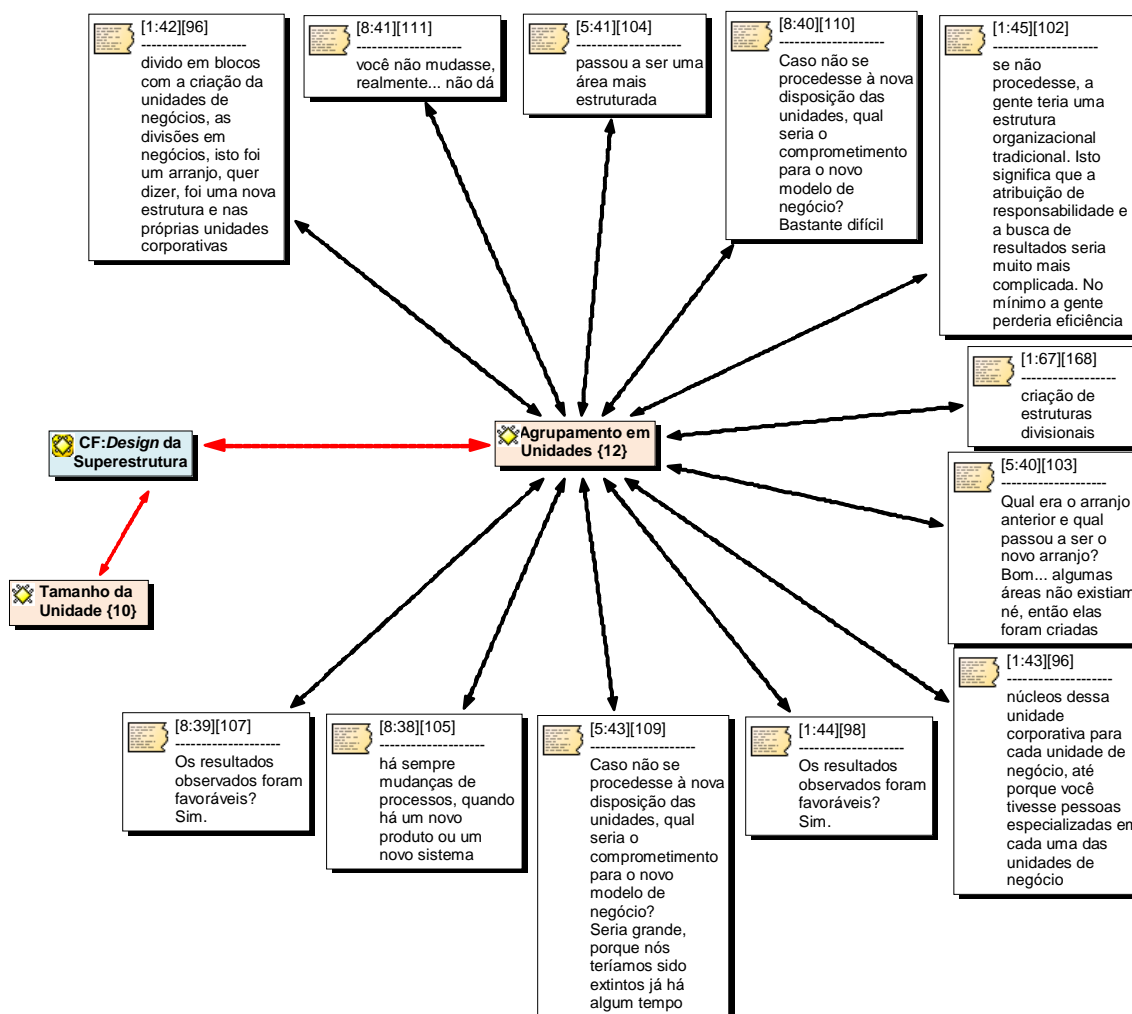 [1:42][96]
--------------------
divido em blocos
com a criação da
unidades de
negócios, as
divisões em
negócios, isto foi
um arranjo, quer
dizer, foi uma nova
estrutura e nas
próprias unidades
corporativas
[8:41][111]
--------------------
você não mudasse,
realmente... não dá
[5:41][104]
--------------------
passou a ser uma
área mais
estruturada
[8:40][110]
--------------------
Caso não se
procedesse à nova
disposição das
unidades, qual
seria o
comprometimento
para o novo
modelo de
negócio?
Bastante difícil
[1:45][102]
--------------------
se não
procedesse, a
gente teria uma
estrutura
organizacional
tradicional. Isto
significa que a
atribuição de
responsabilidade e
a busca de
resultados seria
muito mais
complicada. No
mínimo a gente
perderia eficiência
[1:67][168]
------------------
criação de
estruturas
divisionais
CF:Design da
Superestrutura
Agrupamento em
Unidades {12}
[5:40][103]
--------------------
Qual era o arranjo
anterior e qual
passou a ser o
novo arranjo?
Bom... algumas
áreas não existiam
né, então elas
foram criadas
Tamanho da
Unidade {10}
[1:43][96]
--------------------
núcleos dessa
unidade
corporativa para
cada unidade de
negócio, até
porque você
tivesse pessoas
especializadas em
cada uma das
unidades de
negócio
[8:39][107]
--------------------
Os resultados
observados foram
favoráveis?
Sim.
[8:38][105]
--------------------
há sempre
mudanças de
processos, quando
há um novo
produto ou um
novo sistema
[5:43][109]
--------------------
Caso não se
procedesse à nova
disposição das
unidades, qual
seria o
comprometimento
para o novo
modelo de
negócio?
Seria grande,
porque nós
teríamos sido
extintos já há
algum tempo
[1:44][98]
--------------------
Os resultados
observados foram
favoráveis?
Sim.